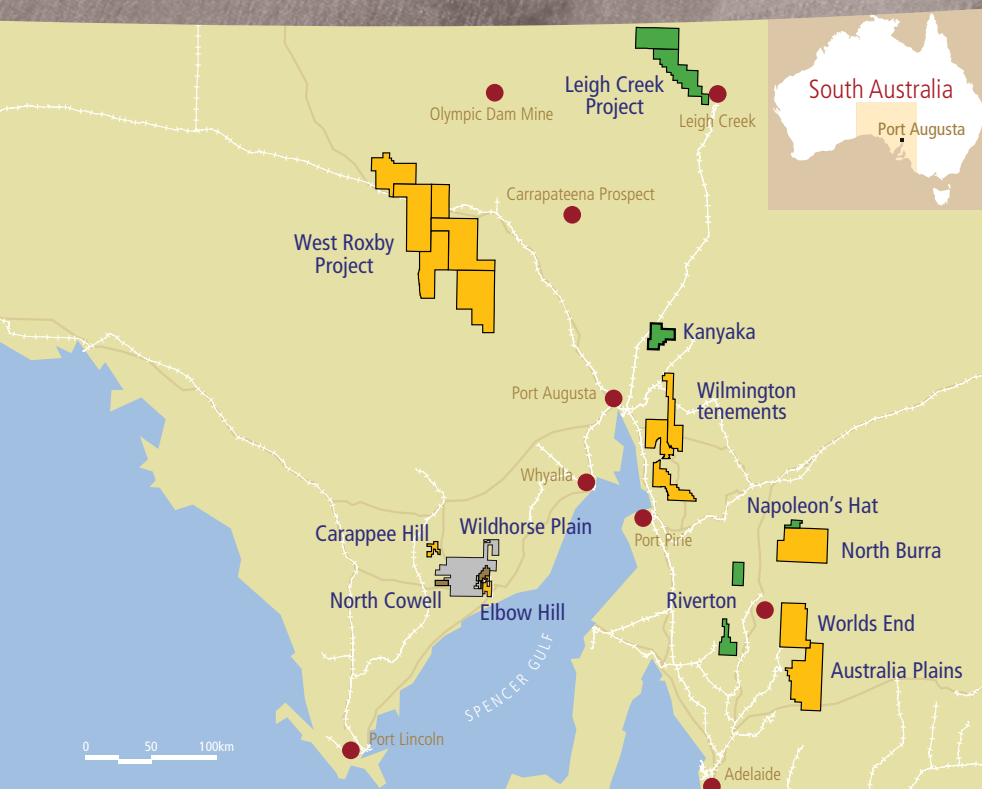 South Australia
Port Augusta
Leigh Creek
Project
Olympic Dam Mine
Leigh Creek
Carrapateena Prospect
West Roxby
Project
Kanyaka
Port Augusta
Wilmington
tenements
Whyalla
Napoleon's Hat
Carappee Hill
Wildhorse Plain
Port Pirie
North Burra
North Cowell
Elbow Hill
Riverton
Worlds End
SPENCER GULF
Australia Plains
Port Lincoln
0 50 100km
Adelaide